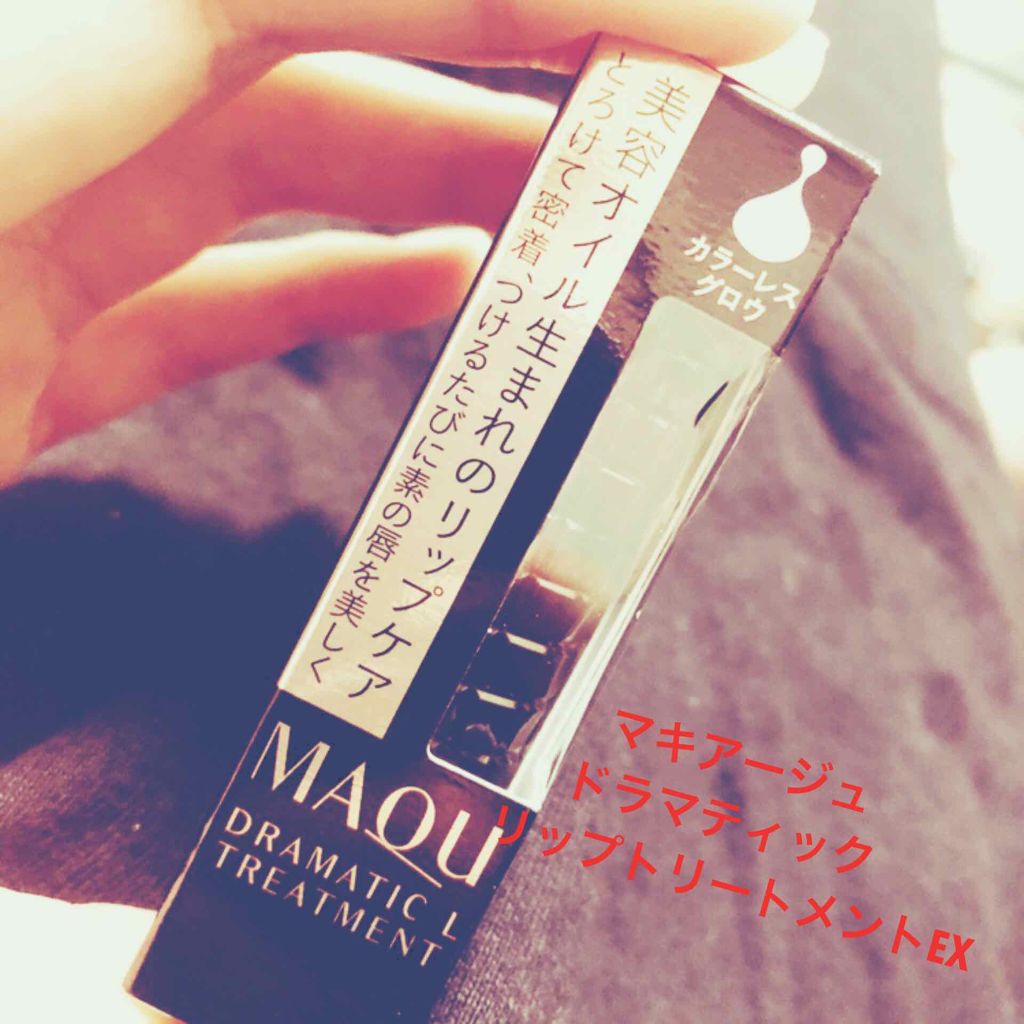 美容オイル生まれのリップケア
とろけて密着、つけるたびに素の唇を美しく
カラーレス
グロウ
MAQU
DRAMATIC L
TREATMENT
マキアージュ
ドラマティック
リップトリートメントEX